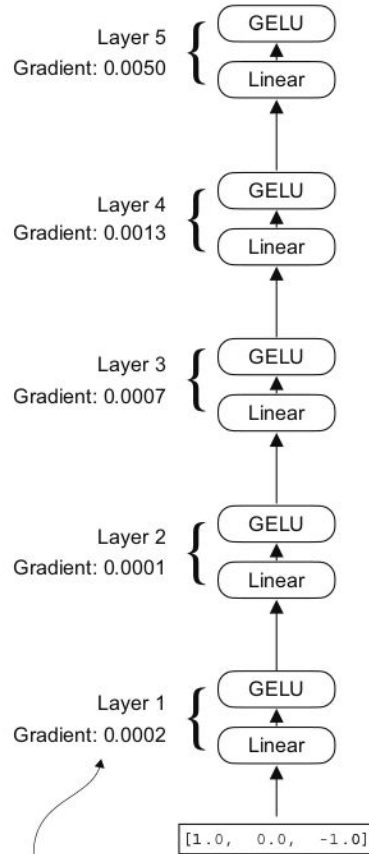 GELU
Layer 5
Gradient: 0.0050
Linear
GELU
Layer 4
Gradient: 0.0013
Linear
GELU
Layer 3
Gradient: 0.0007
Linear
GELU
Layer 2
Gradient: 0.0001
Linear
GELU
Layer 1
Gradient: 0.0002
Linear
[1.0, 0.0, -1.0]